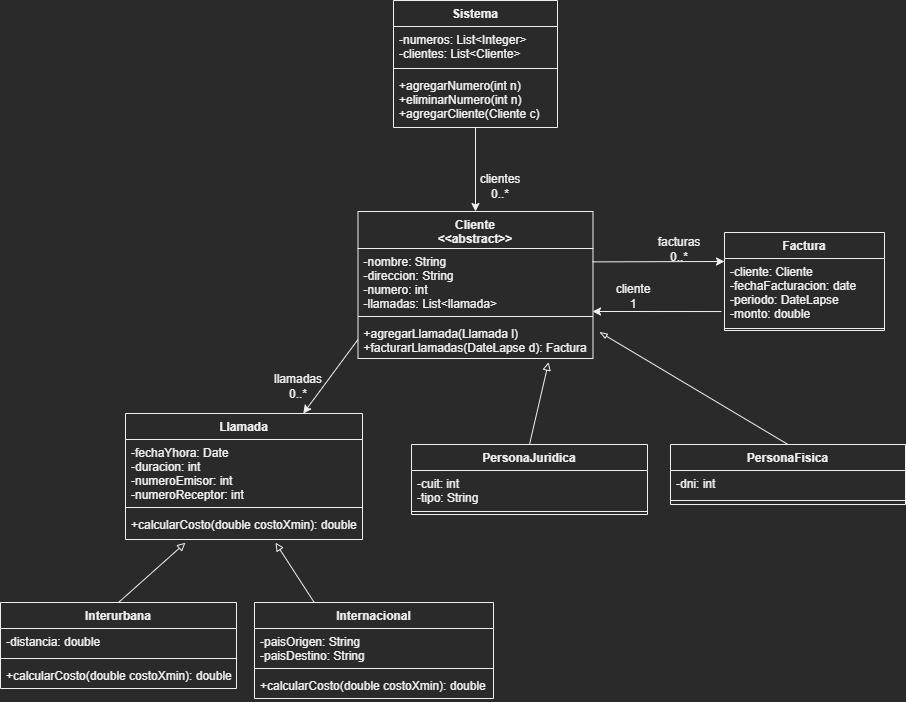 Sistema
-numeros: List<Integer>
-clientes: List<Cliente>
+agregarNumero(int n)
+eliminarNumero(int n)
+agregarCliente(Cliente c)
clientes
0..*
Cliente
<<abstract>>
-nombre: String
-direccion: String
-numero: int
-llamadas: List<llamada>
+agregarLlamada(Llamada l)
+facturarLlamadas(DateLapse d): Factura
facturas
0..*
cliente
1
Factura
-cliente: Cliente
-fechaFacturacion: date
-periodo: DateLapse
-monto: double
llamadas
0..*
Llamada
-fechaYhora: Date
-duracion: int
-numeroEmisor: int
-numeroReceptor: int
+calcularCosto(double costoXmin): double
PersonaJuridica
-cuit: int
-tipo: String
PersonaFisica
-dni: int
Interurbana
-distancia: double
+calcularCosto(double costoXmin): double
Internacional
-paisOrigen: String
-paisDestino: String
+calcularCosto(double costoXmin): double